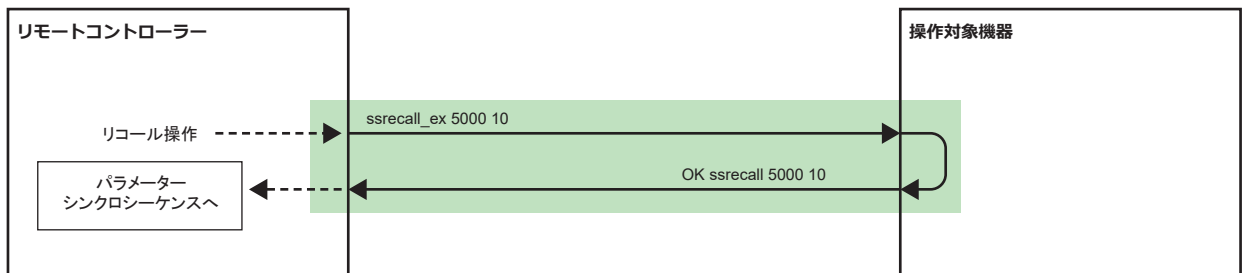 リモートコントローラー
操作対象機器
リコール操作
ssrecall_ex 5000 10
OK ssrecall 5000 10
パラメーター
シンクロシーケンスへ